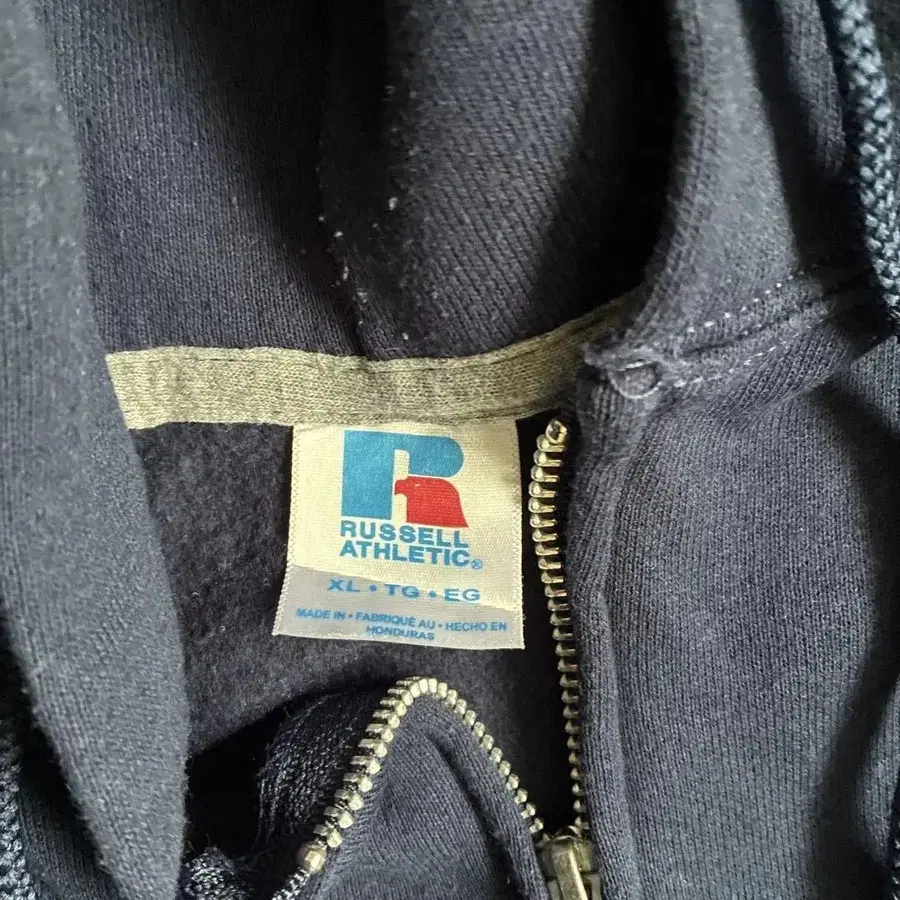 R
RUSSELL
ATHLETIC®
XL • TG • EG
MADE IN • FABRIQUÉ AU • HECHO EN
HONDURAS